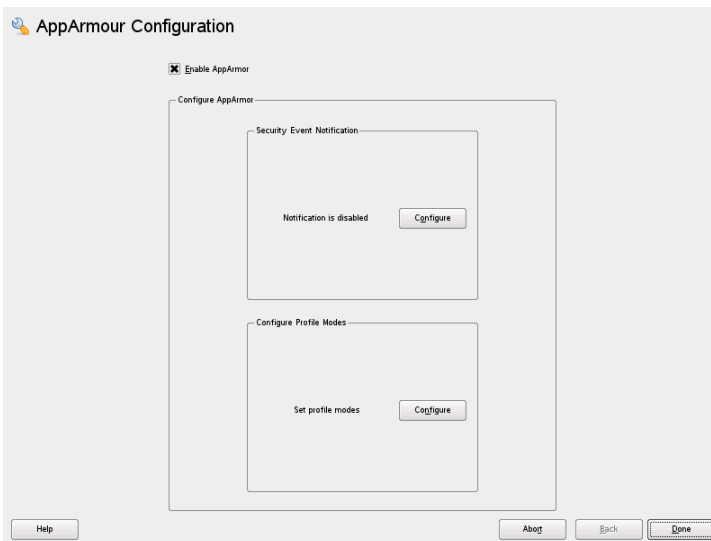 AppArmour Configuration
Enable AppArmor
Configure AppArmor
Security Event Notification
Notification is disabled
Configure
Configure Profile Modes
Set profile modes
Configure
Help
Abort
Back
Done